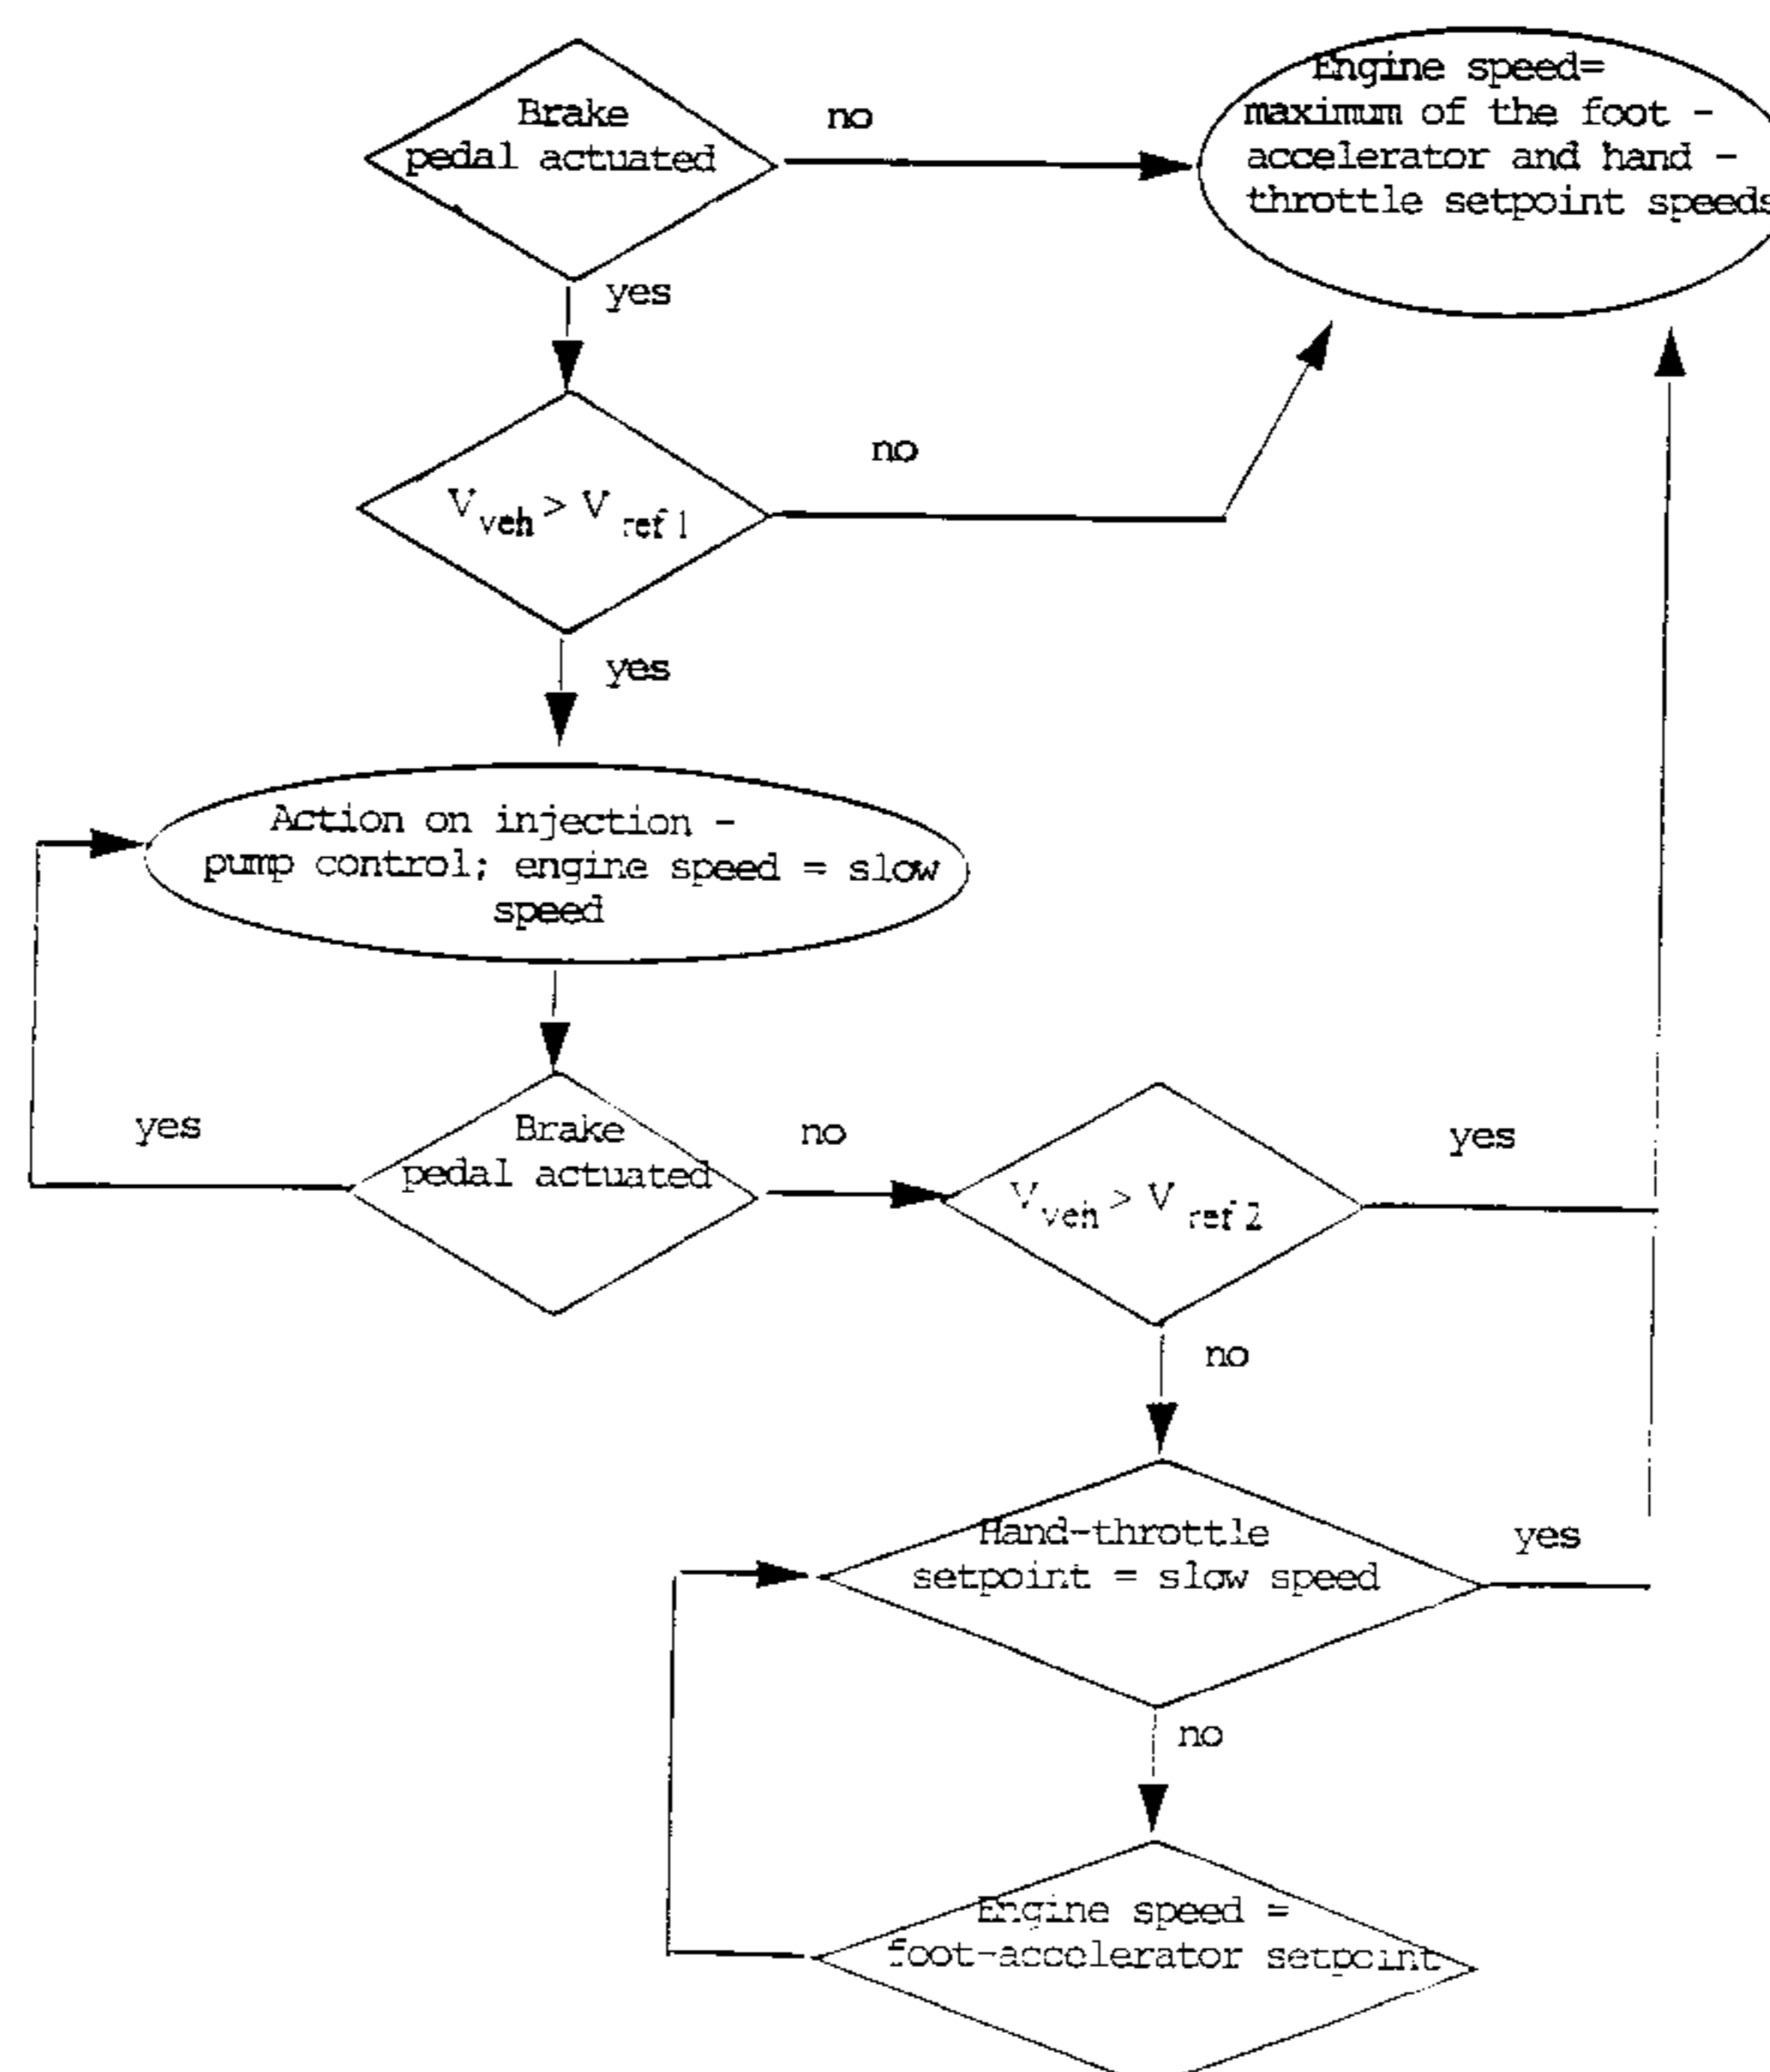 Brake
pedal actuated
no
Engine speed=
maximum of the foot -
accelerator and hand -
throttle setpoint speeds
yes
V veh > V ref 1
no
yes
Action on injection -
pump control; engine speed = slow
speed
yes
Brake
pedal actuated
no
V veh > V ref 2
yes
no
Hand-throttle
setpoint = slow speed
yes
no
Engine speed =
foot-accelerator setpoint